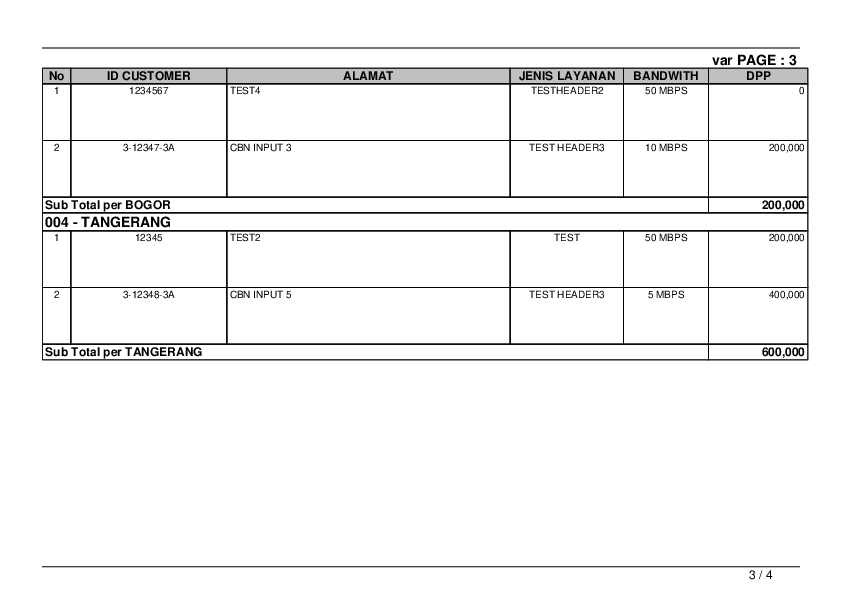 var PAGE : 3
No ID CUSTOMER ALAMAT JENIS LAYANAN BANDWITH DPP
1 1234567 TEST4 TESTHEADER2 50 MBPS 0
2 3-12347-3A CBN INPUT 3 TEST HEADER3 10 MBPS 200,000
Sub Total per BOGOR 200,000
004 - TANGERANG
1 12345 TEST2 TEST 50 MBPS 200,000
2 3-12348-3A CBN INPUT 5 TEST HEADER3 5 MBPS 400,000
Sub Total per TANGERANG 600,000
3 / 4